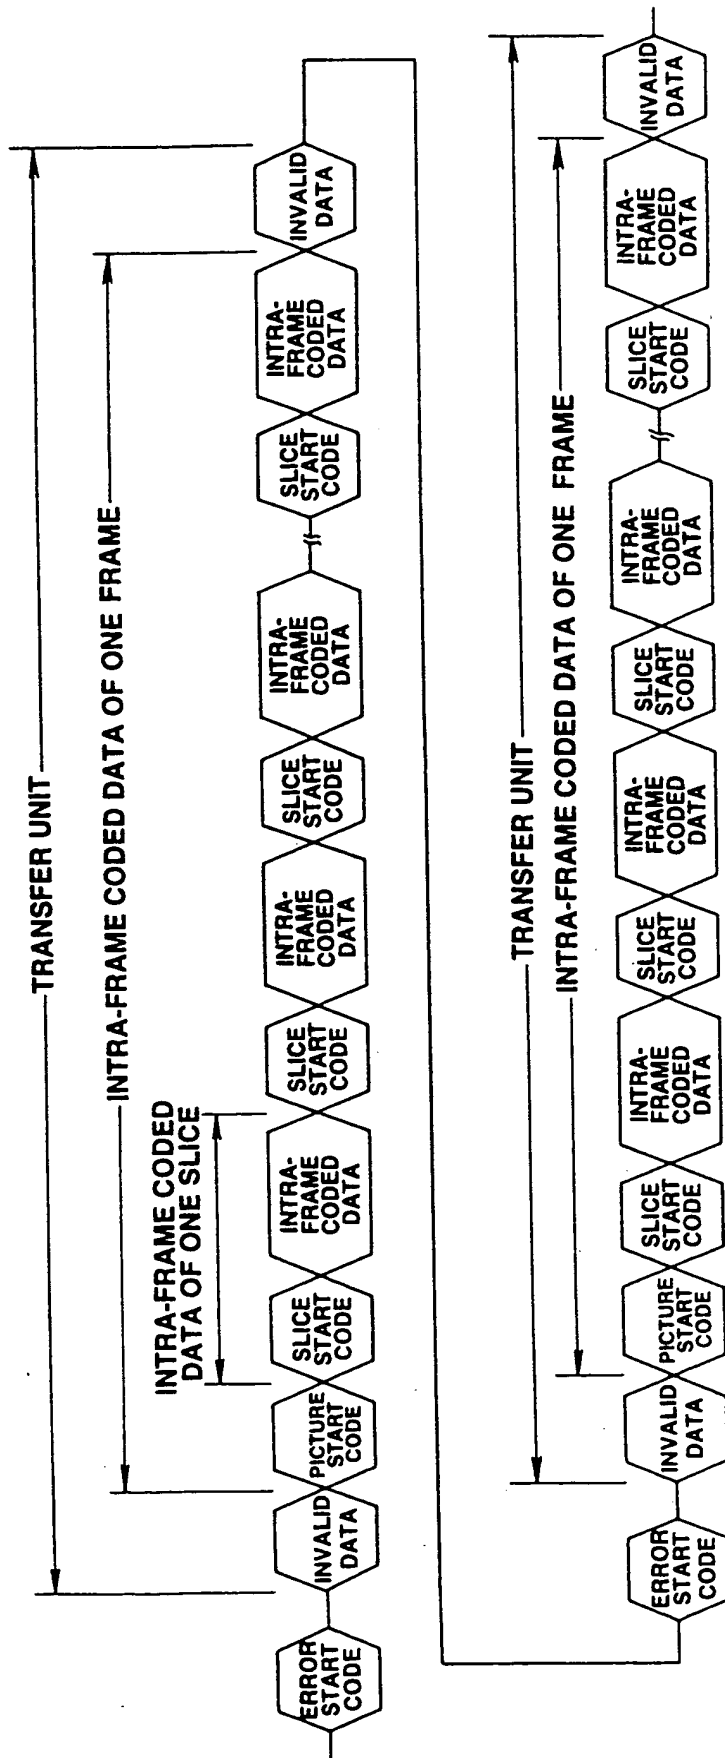 TRANSFER UNIT
INTRA-FRAME CODED DATA OF ONE FRAME
INTRA-FRAME CODED
DATA OF ONE SLICE
ERROR
START
CODE
INVALID
DATA
PICTURE
START
CODE
SLICE
START
CODE
INTRA-
FRAME
CODED
DATA
SLICE
START
CODE
INTRA-
FRAME
CODED
DATA
SLICE
START
CODE
INTRA-
FRAME
CODED
DATA
SLICE
START
CODE
INTRA-
FRAME
CODED
DATA
INVALID
DATA
TRANSFER UNIT
INTRA-FRAME CODED DATA OF ONE FRAME
ERROR
START
CODE
INVALID
DATA
PICTURE
START
CODE
SLICE
START
CODE
INTRA-
FRAME
CODED
DATA
SLICE
START
CODE
INTRA-
FRAME
CODED
DATA
SLICE
START
CODE
INTRA-
FRAME
CODED
DATA
SLICE
START
CODE
INTRA-
FRAME
CODED
DATA
INVALID
DATA